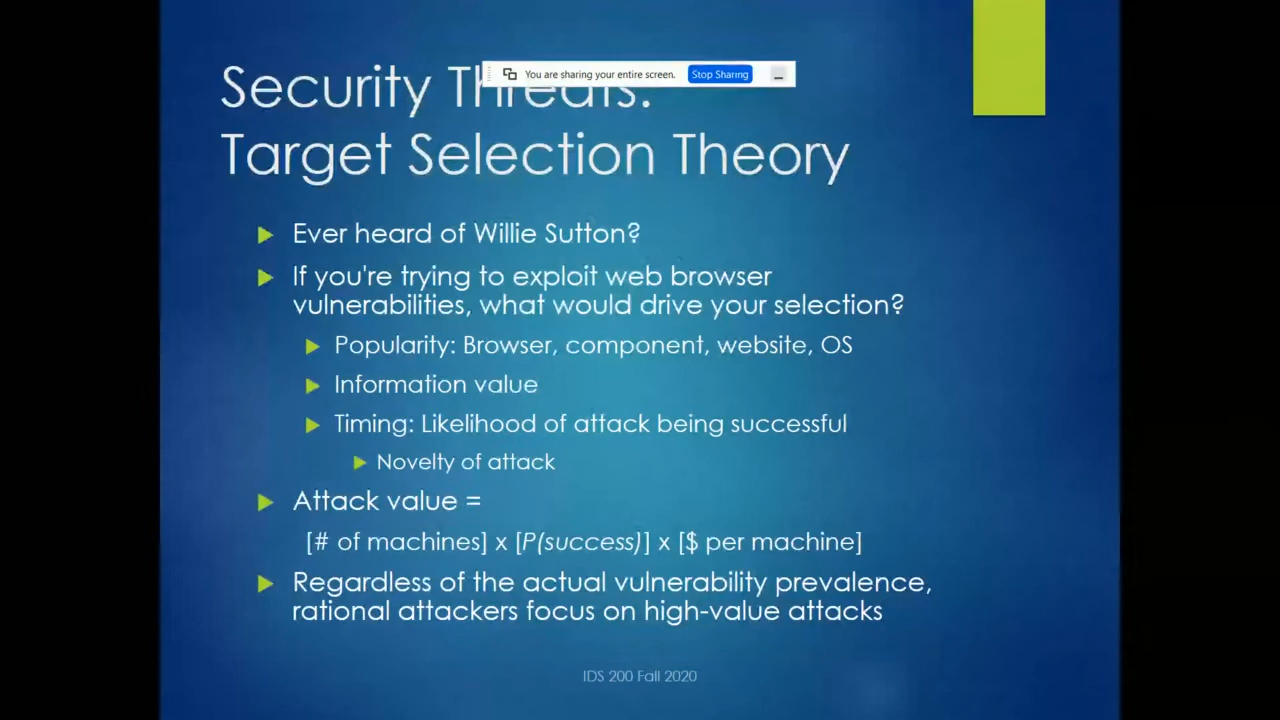 You are sharing your entire screen. Stop Sharing
Security Threats:
Target Selection Theory
Ever heard of Willie Sutton?
If you're trying to exploit web browser
vulnerabilities, what would drive your selection?
Popularity: Browser, component, website, OS
Information value
Timing: Likelihood of attack being successful
Novelty of attack
Attack value =
[# of machines] x [P(success)] x [$ per machine]
Regardless of the actual vulnerability prevalence,
rational attackers focus on high-value attacks
IDS 200 Fall 2020